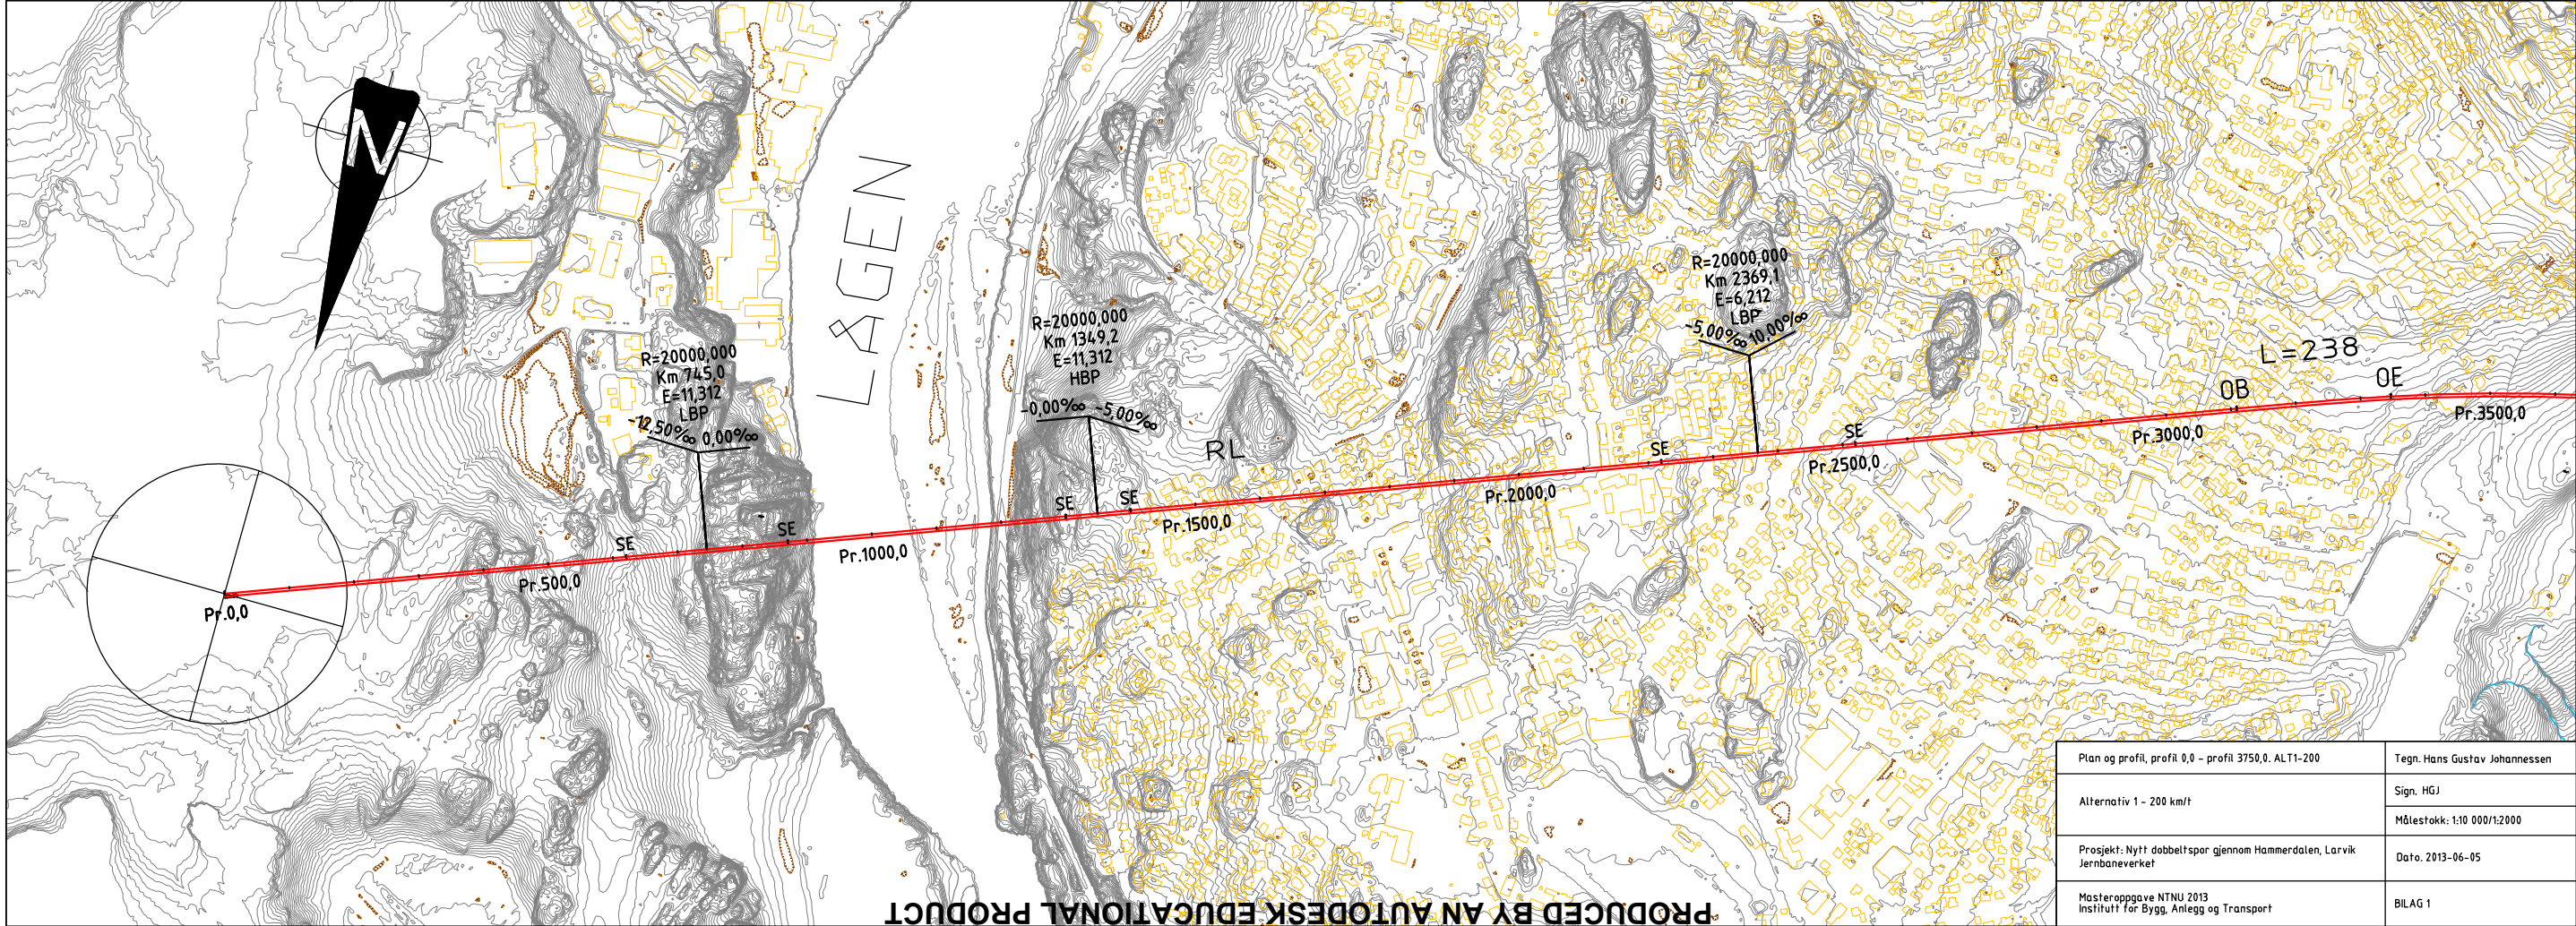 N
LÅGEN
R=20000,000
Km 745,0
E=11,312
LBP
-12,50‰ 0,00‰
R=20000,000
Km 1349,2
E=11,312
HBP
-0,00‰ -5,00‰
R=20000,000
Km 2369,1
E=6,212
LBP
-5,00‰ 10,00‰
L=238
OB
OE
RL
SE
SE
SE
SE
SE
SE
Pr.0,0
Pr.500,0
Pr.1000,0
Pr.1500,0
Pr.2000,0
Pr.2500,0
Pr.3000,0
Pr.3500,0
Plan og profil, profil 0,0 - profil 3750,0. ALT1-200
Tegn. Hans Gustav Johannessen
Alternativ 1 - 200 km/t
Sign. HGJ
Målestokk: 1:10 000/1:2000
Prosjekt: Nytt dobbeltspor gjennom Hammerdalen, Larvik
Jernbaneverket
Dato. 2013-06-05
Masteroppgave NTNU 2013
Institutt for Bygg, Anlegg og Transport
BILAG 1
PRODUCED BY AN AUTODESK EDUCATIONAL PRODUCT